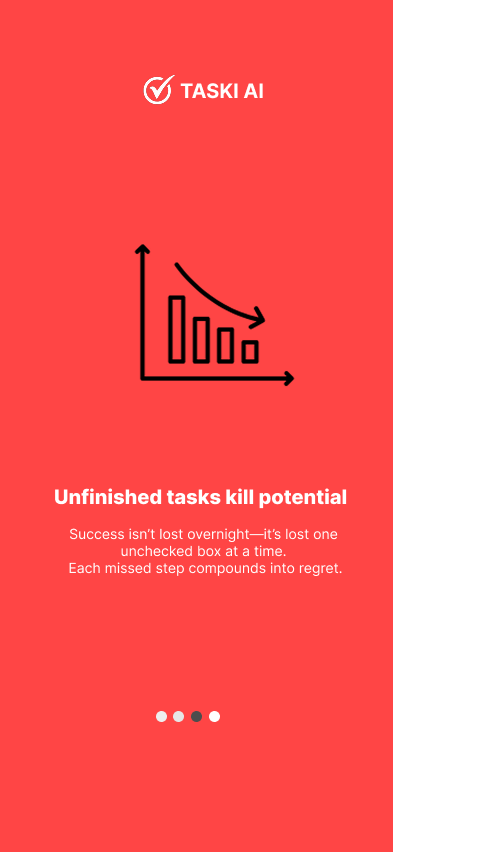 TASKI AI
Unfinished tasks kill potential
Success isn't lost overnight—it's lost one
unchecked box at a time.
Each missed step compounds into regret.